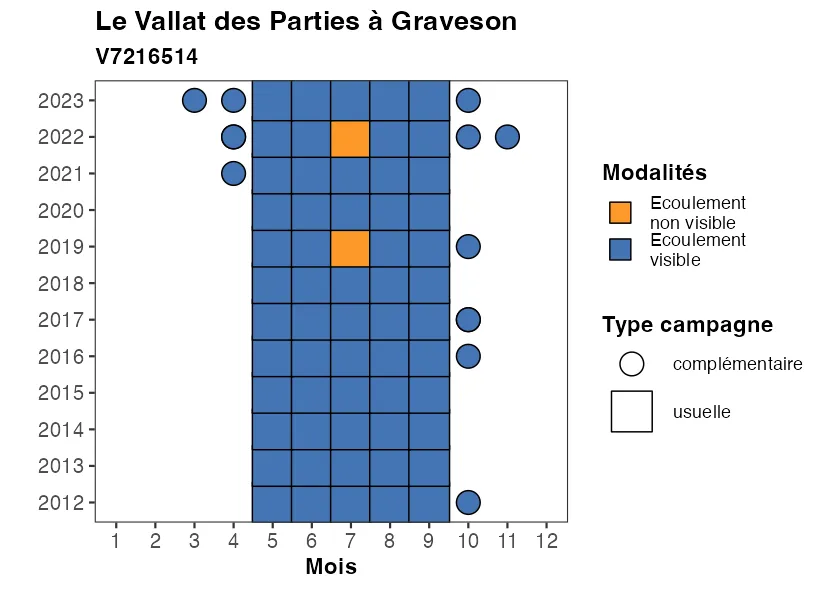 Le Vallat des Parties à Graveson
V7216514
2023
2022
2021
2020
2019
2018
2017
2016
2015
2014
2013
2012
1 2 3 4 5 6 7 8 9 10 11 12
Mois
Modalités
Ecoulement
non visible
Ecoulement
visible
Type campagne
complémentaire
usuelle